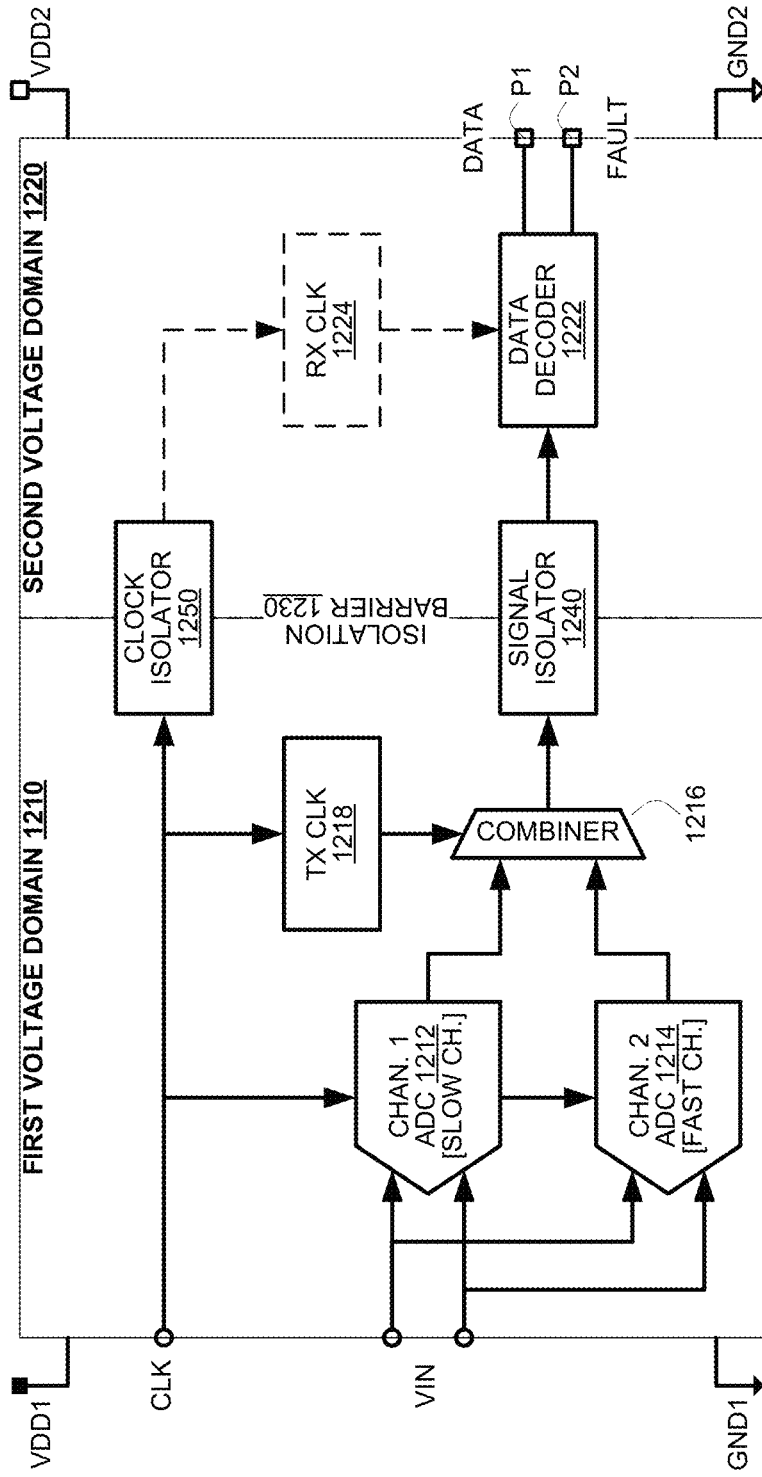 FIRST VOLTAGE DOMAIN 1210
SECOND VOLTAGE DOMAIN 1220
VDD1
VDD2
CLK
CLOCK
ISOLATOR
1250
TX CLK
1218
RX CLK
1224
ISOLATION
BARRIER 1230
VIN
CHAN. 1
ADC 1212
[SLOW CH.]
CHAN. 2
ADC 1214
[FAST CH.]
COMBINER
1216
SIGNAL
ISOLATOR
1240
DATA
DECODER
1222
DATA
P1
P2
FAULT
GND1
GND2